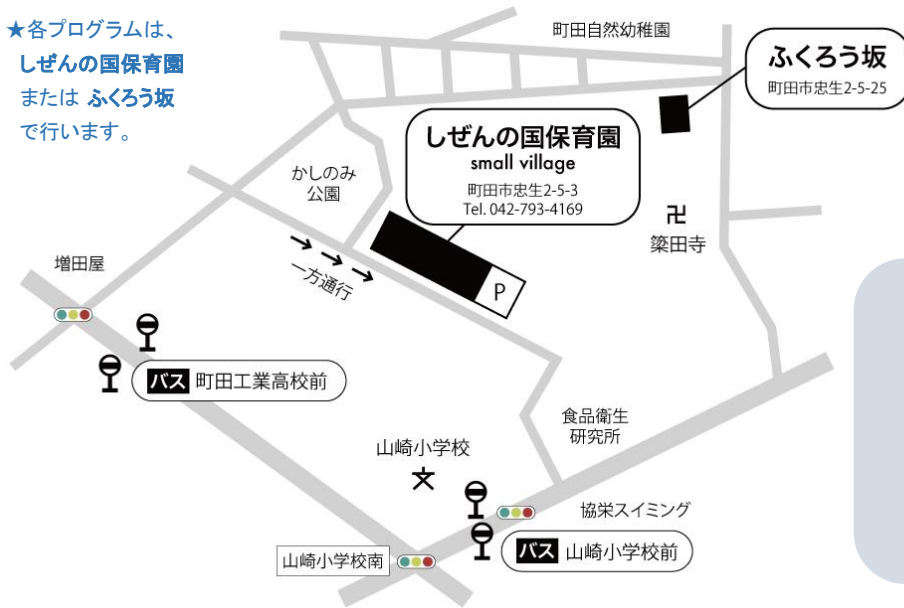 ★各プログラムは、
しぜんの国保育園
または ふくろう坂
で行います。
町田自然幼稚園
ふくろう坂
町田市忠生2-5-25
しぜんの国保育園
small village
町田市忠生2-5-3
Tel. 042-793-4169
かしのみ
公園
簗田寺
増田屋
一方通行
P
バス 町田工業高校前
食品衛生
研究所
山崎小学校
協栄スイミング
山崎小学校南
バス 山崎小学校前